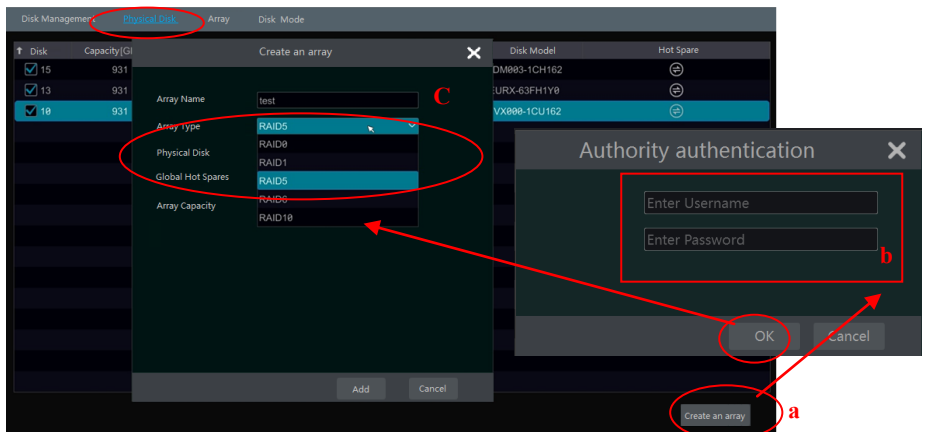 Disk Management Physical Disk Array Disk Mode
Disk Capacity[GB Create an array Disk Model Hot Spare
15 931 DM003-1CH162
13 931 EURX-63FH1Y0
10 931 VX000-1CU162
Array Name test C
Array Type RAID5
Physical Disk RAID0
RAID1
Global Hot Spares RAID5
RAID6
Array Capacity RAID10
Add Cancel
Authority authentication
Enter Username
Enter Password
b
OK Cancel
Create an array a